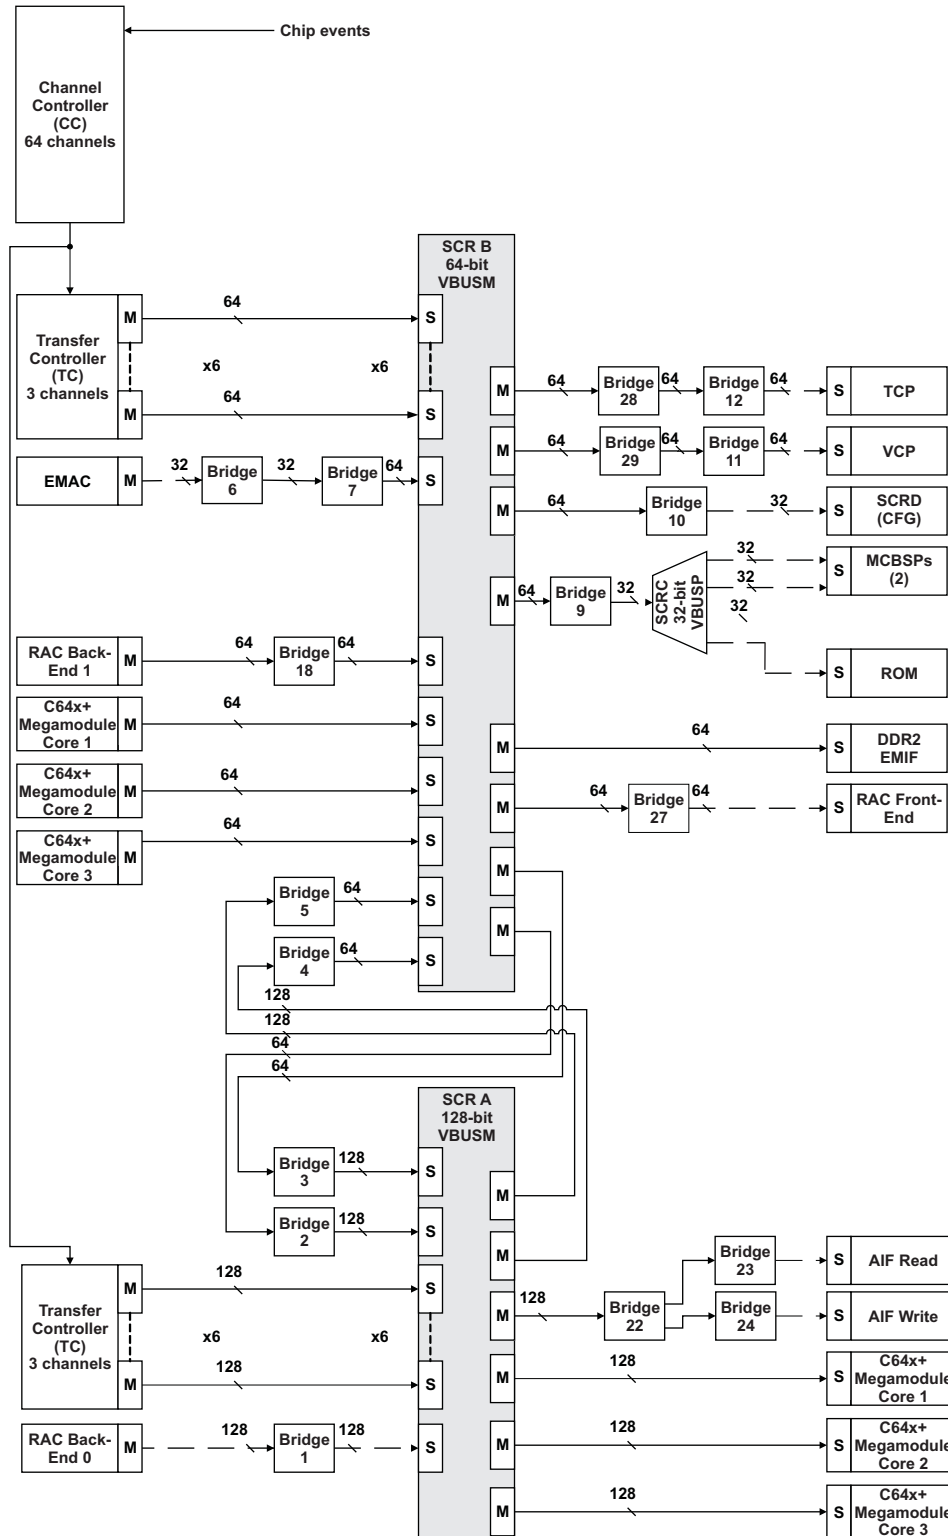 Chip events
Channel
Controller
(CC)
64 channels
SCR B
64-bit
VBUSM
Transfer
Controller
(TC)
3 channels
M
64
S
x6
x6
M
64
S
EMAC
M
32
Bridge
6
32
Bridge
7
64
S
M
64
Bridge
28
64
Bridge
12
64
S
TCP
M
64
Bridge
29
64
Bridge
11
64
S
VCP
M
64
Bridge
10
32
S
SCRD
(CFG)
M
64
Bridge
9
32
SCRC
32-bit
VBUSP
32
32
32
S
MCBSPs
(2)
S
ROM
RAC Back-
End 1
M
64
Bridge
18
64
S
C64x+
Megamodule
Core 1
M
64
S
C64x+
Megamodule
Core 2
M
64
S
C64x+
Megamodule
Core 3
M
64
S
M
64
S
DDR2
EMIF
M
64
Bridge
27
64
S
RAC Front-
End
M
M
Bridge
5
64
S
Bridge
4
64
S
128
128
64
64
SCR A
128-bit
VBUSM
Bridge
3
128
S
Bridge
2
128
S
M
M
Transfer
Controller
(TC)
3 channels
M
128
S
x6
x6
M
128
S
RAC Back-
End 0
M
128
Bridge
1
128
S
M
128
Bridge
22
Bridge
23
S
AIF Read
Bridge
24
S
AIF Write
M
128
S
C64x+
Megamodule
Core 1
M
128
S
C64x+
Megamodule
Core 2
M
128
S
C64x+
Megamodule
Core 3